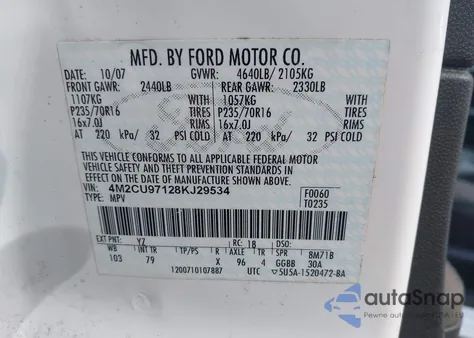 MFD. BY FORD MOTOR CO.
DATE: 10/07 GVWR: 4640LB/ 2105KG
FRONT GAWR: 2440LB REAR GAWR: 2330LB
1107KG WITH 1057KG WITH
P235/70R16 TIRES P235/70R16 TIRES
16x7.0J RIMS 16x7.0J RIMS
AT 220 kPa/ 32 PSI COLD AT 220 kPa/ 32 PSI COLD
THIS VEHICLE CONFORMS TO ALL APPLICABLE FEDERAL MOTOR
VEHICLE SAFETY AND THEFT PREVENTION STANDARDS IN
EFFECT ON THE DATE OF MANUFACTURE SHOWN ABOVE.
VIN: 4M2CU97128KJ29534 F0060
TYPE: MPV T0235
EXT PNT: YZ RC: 18 DSO:
WB INT TR TP/PS R AXLE TR SPR 8M71B
103 79 X 96 4 GGBB 30A
1200710107887 UTC 5U5A-1520472-BA
autoSnap